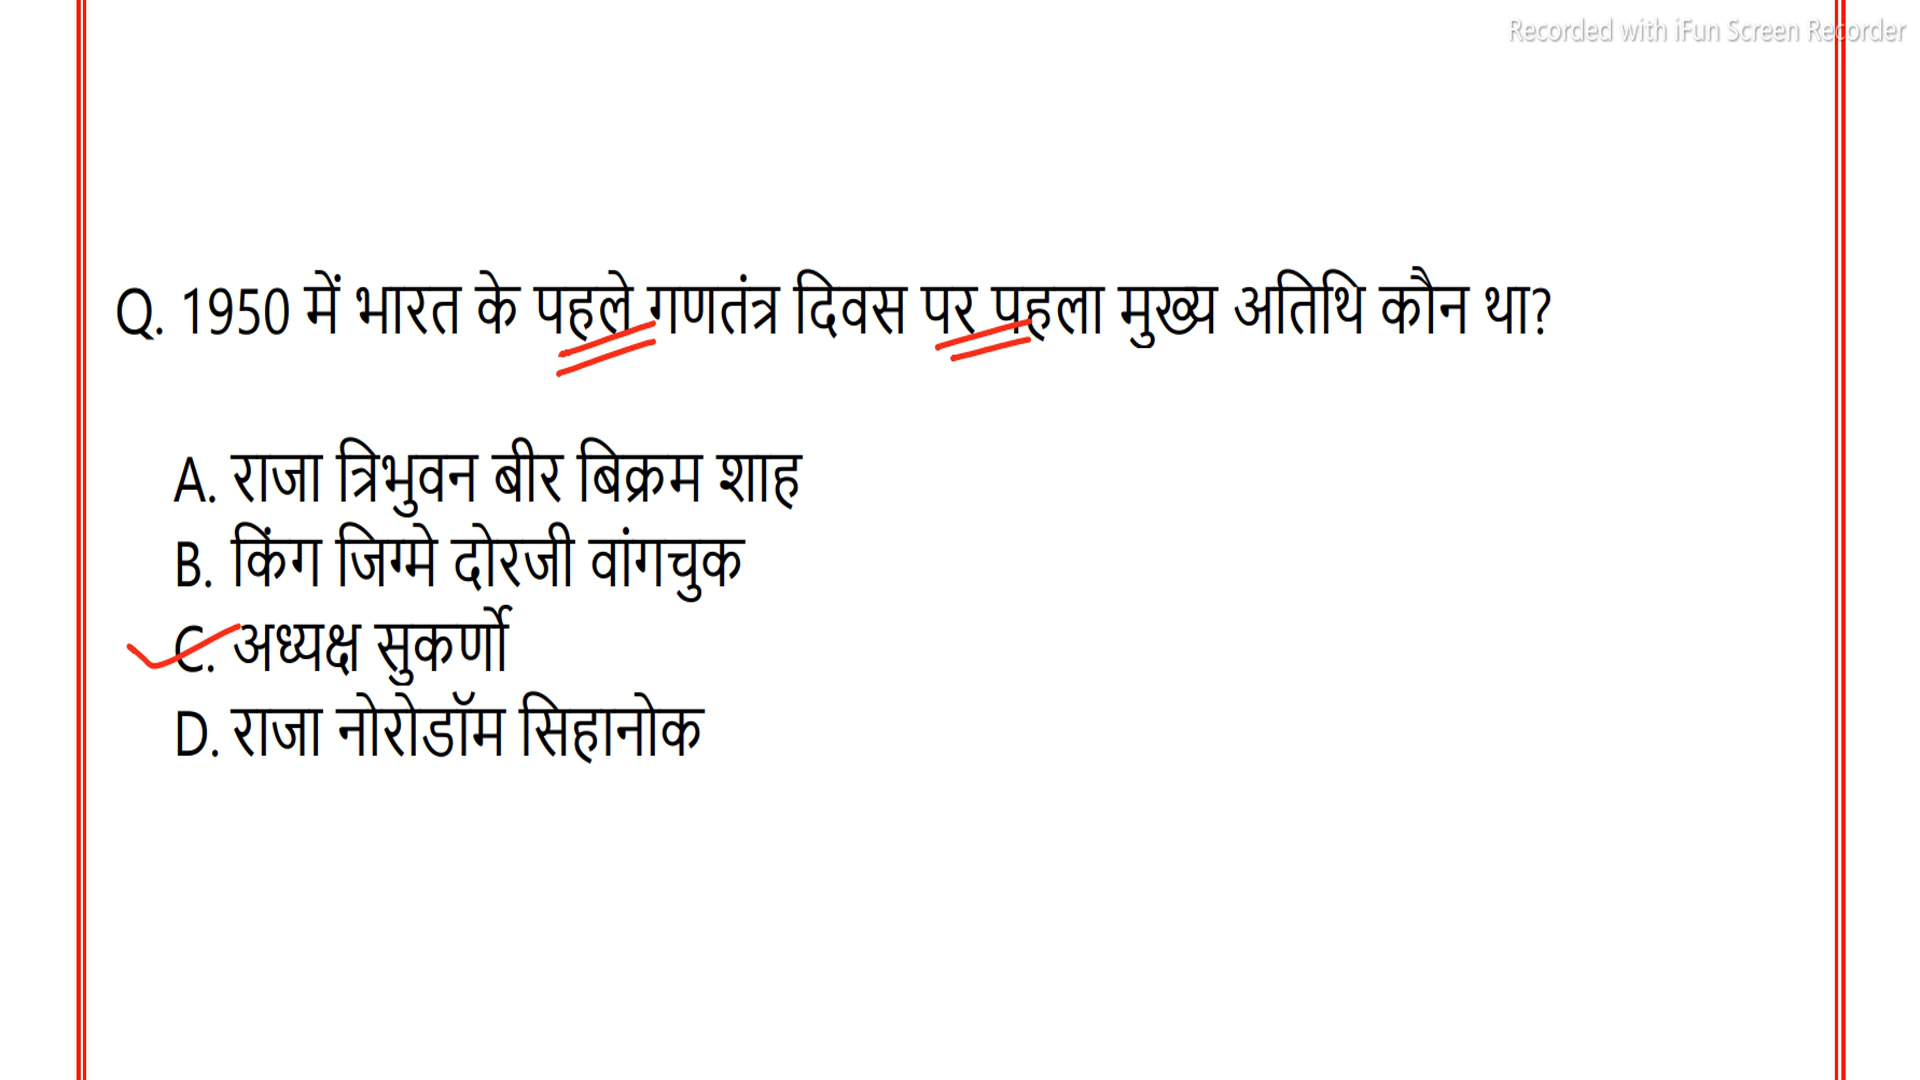 Recorded with iFun Screen Recorder
Q. 1950 में भारत के पहले गणतंत्र दिवस पर पहला मुख्य अतिथि कौन था?
A. राजा त्रिभुवन बीर बिक्रम शाह
B. किंग जिग्मे दोरजी वांगचुक
C. अध्यक्ष सुकर्णो
D. राजा नोरोडॉम सिहानोक